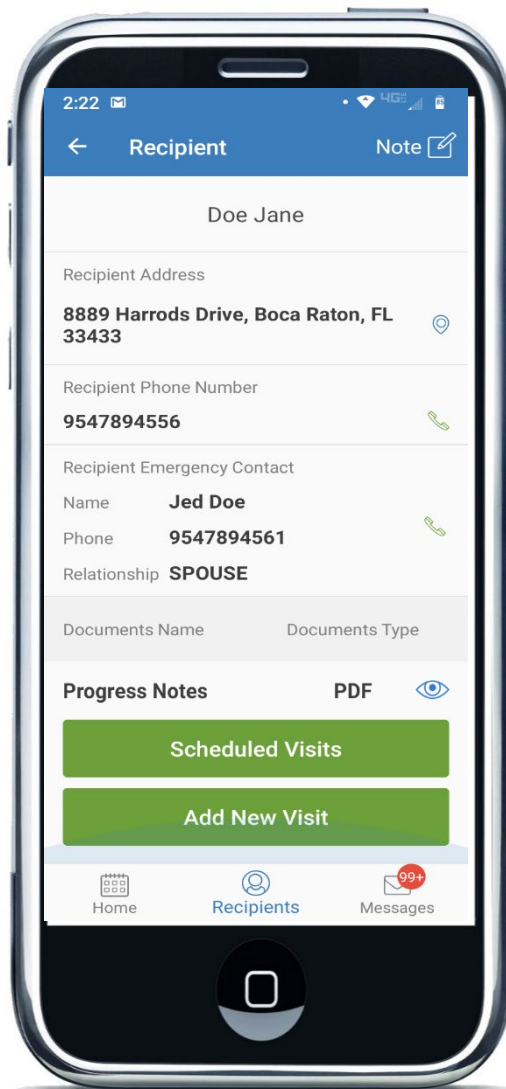 2:22 4G
Recipient Note
Doe Jane
Recipient Address
8889 Harrods Drive, Boca Raton, FL
33433
Recipient Phone Number
9547894556
Recipient Emergency Contact
Name Jed Doe
Phone 9547894561
Relationship SPOUSE
Documents Name Documents Type
Progress Notes PDF
Scheduled Visits
Add New Visit
99+
Home Recipients Messages